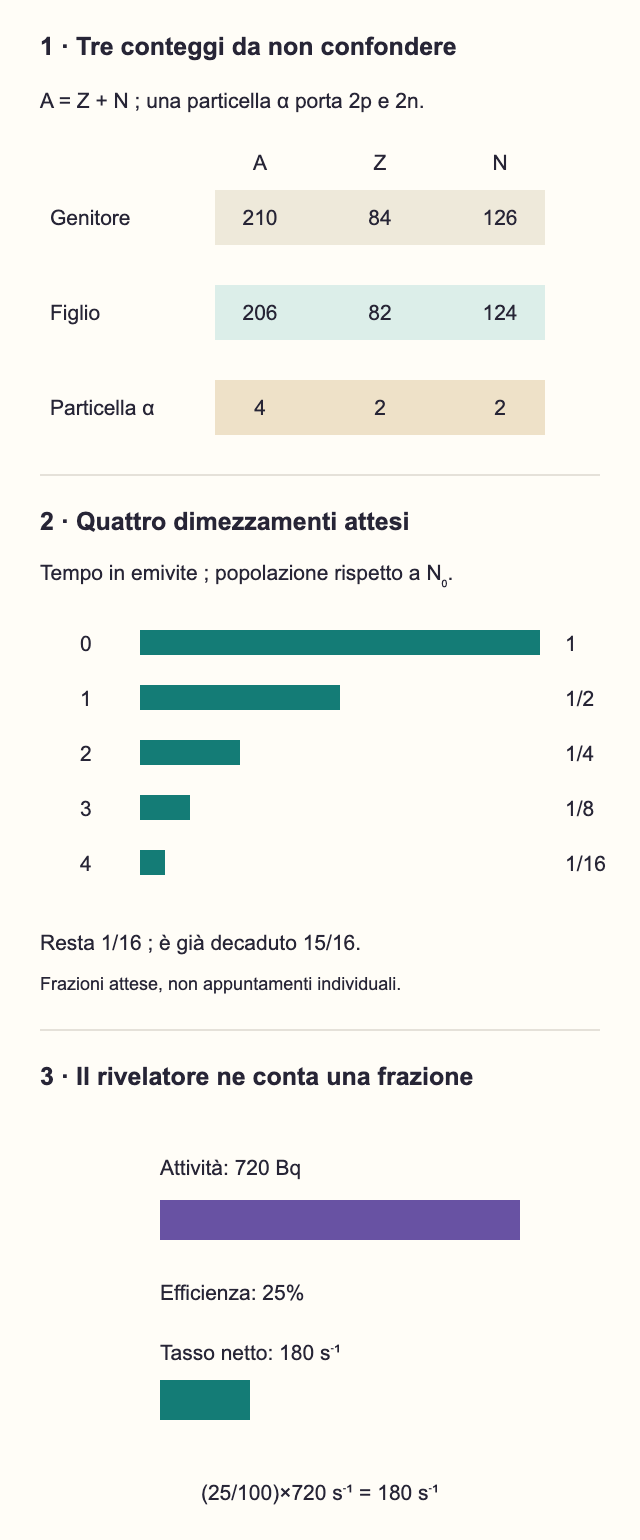 1 · Tre conteggi da non confondere
A = Z + N ; una particella α porta 2p e 2n.
A Z N
Genitore 210 84 126
Figlio 206 82 124
Particella α 4 2 2
2 · Quattro dimezzamenti attesi
Tempo in emivite ; popolazione rispetto a N₀.
0 1
1 1/2
2 1/4
3 1/8
4 1/16
Resta 1/16 ; è già decaduto 15/16.
Frazioni attese, non appuntamenti individuali.
3 · Il rivelatore ne conta una frazione
Attività: 720 Bq
Efficienza: 25%
Tasso netto: 180 s⁻¹
(25/100)×720 s⁻¹ = 180 s⁻¹